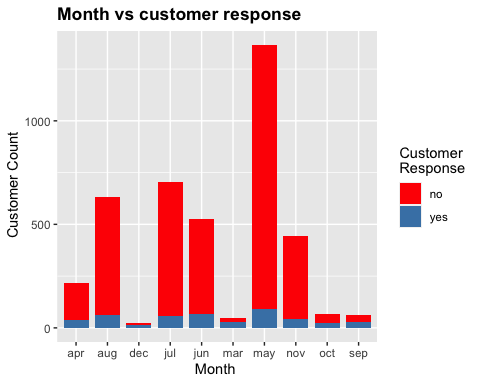 Month vs customer response
1000
500
0
Customer Count
apr aug dec jul jun mar may nov oct sep
Month
Customer
Response
no
yes